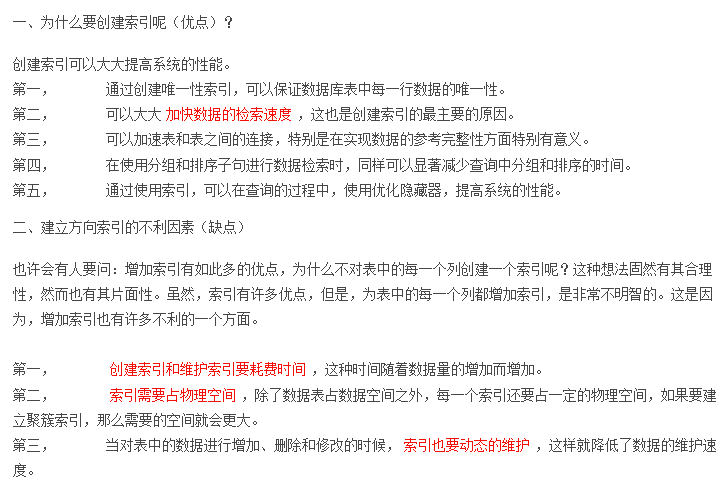 一、为什么要创建索引呢（优点）？
创建索引可以大大提高系统的性能。
第一， 通过创建唯一性索引，可以保证数据库表中每一行数据的唯一性。
第二， 可以大大 加快数据的检索速度 ，这也是创建索引的最主要的原因。
第三， 可以加速表和表之间的连接，特别是在实现数据的参考完整性方面特别有意义。
第四， 在使用分组和排序子句进行数据检索时，同样可以显著减少查询中分组和排序的时间。
第五， 通过使用索引，可以在查询的过程中，使用优化隐藏器，提高系统的性能。
二、建立方向索引的不利因素（缺点）
也许会有人要问：增加索引有如此多的优点，为什么不对表中的每一个列创建一个索引呢？这种想法固然有其合理
性，然而也有其片面性。虽然，索引有许多优点，但是，为表中的每一个列都增加索引，是非常不明智的。这是因
为，增加索引也有许多不利的一个方面。
第一， 创建索引和维护索引要耗费时间 ，这种时间随着数据量的增加而增加。
第二， 索引需要占物理空间 ，除了数据表占数据空间之外，每一个索引还要占一定的物理空间，如果要建
立聚簇索引，那么需要的空间就会更大。
第三， 当对表中的数据进行增加、删除和修改的时候， 索引也要动态的维护 ，这样就降低了数据的维护速
度。